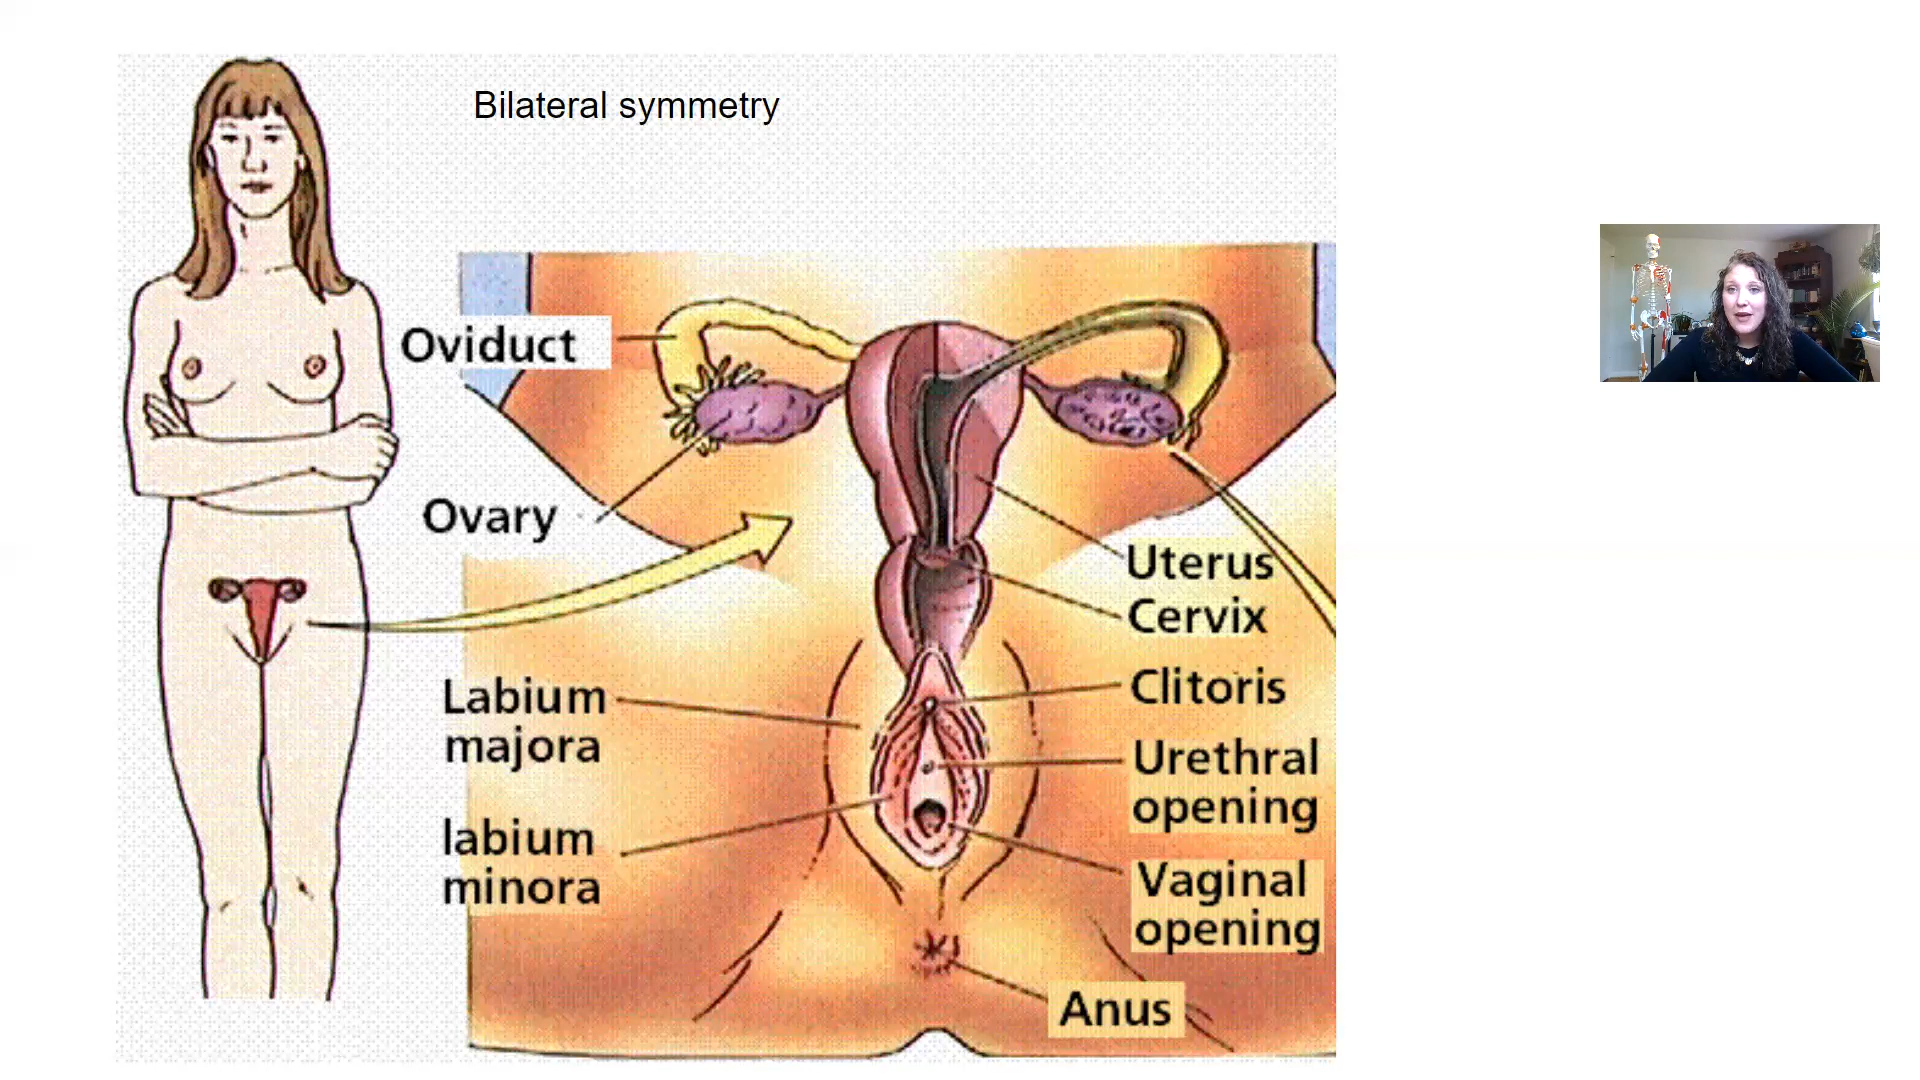 Bilateral symmetry
Oviduct
Ovary
Uterus
Cervix
Labium
majora
Clitoris
Urethral
opening
labium
minora
Vaginal
opening
Anus